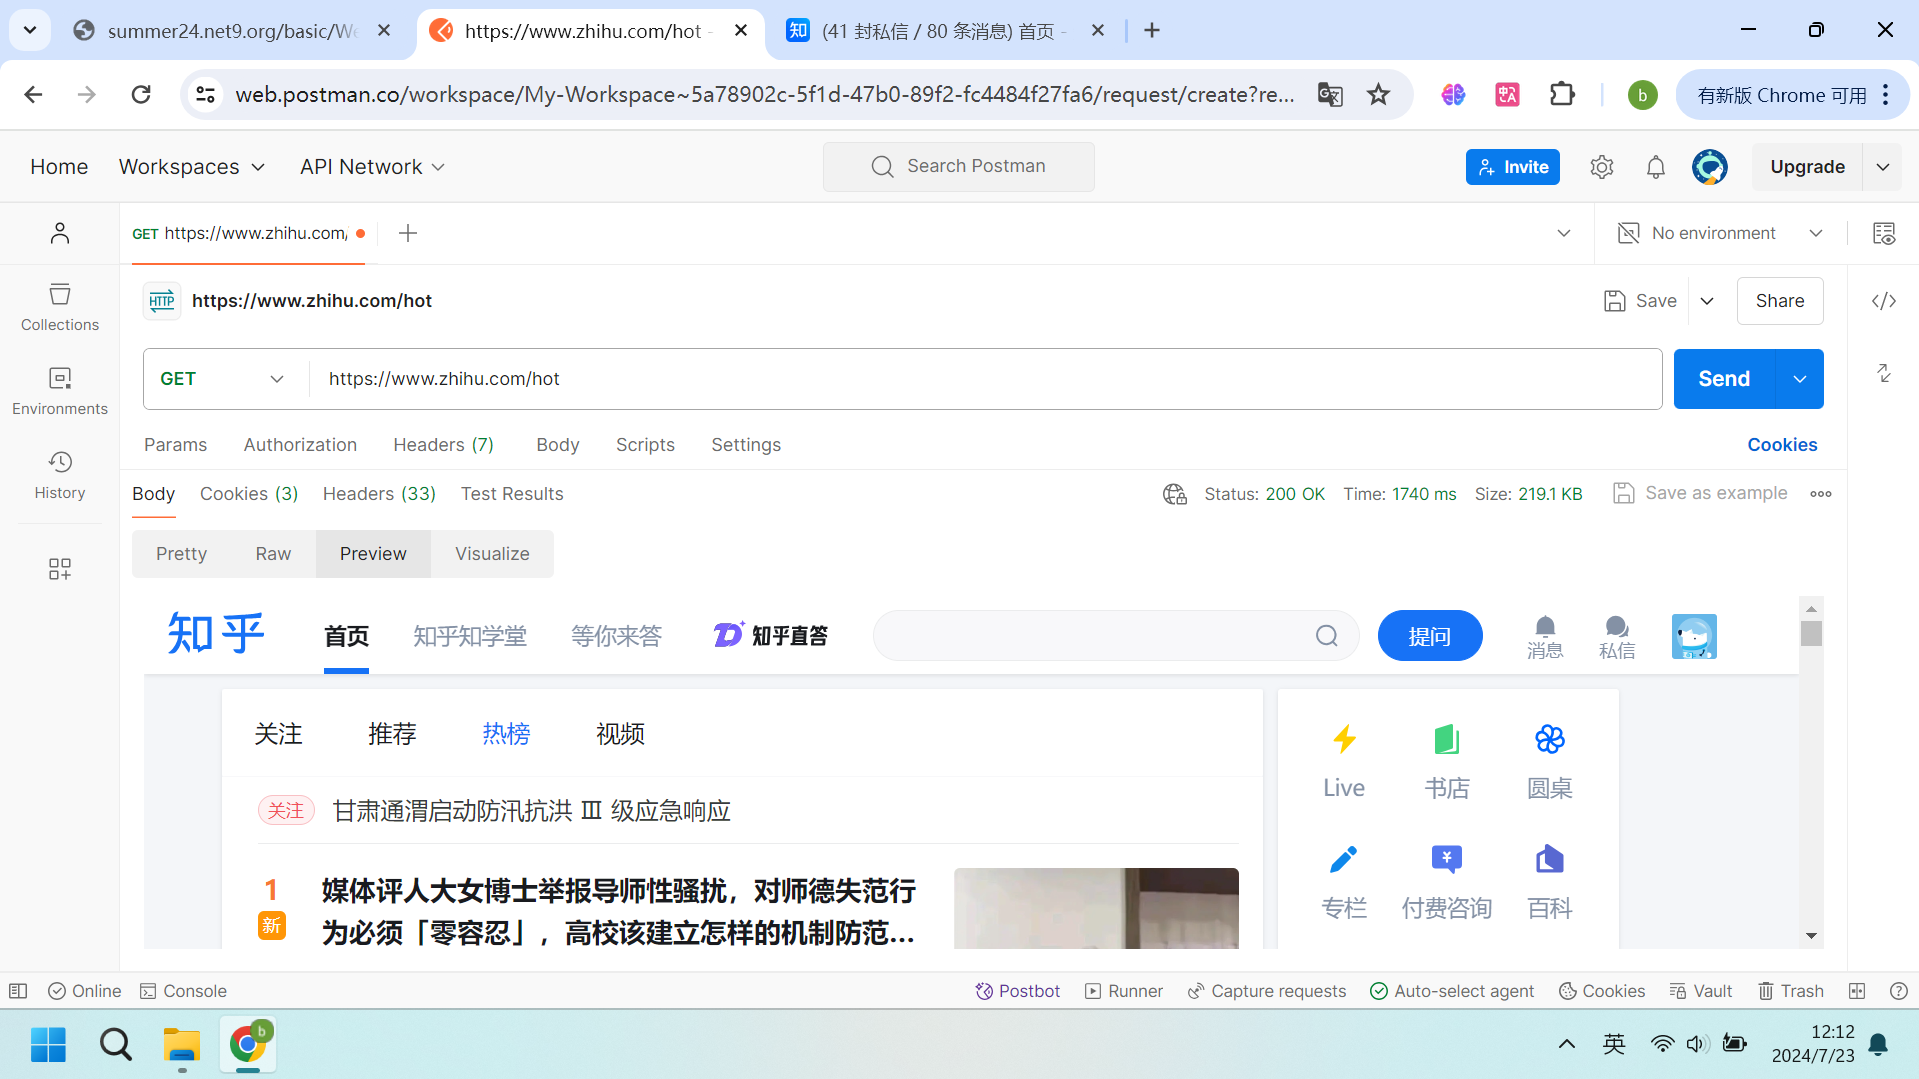 summer24.net9.org/basic/We
https://www.zhihu.com/hot -
知 (41 封私信 / 80 条消息) 首页 -
web.postman.co/workspace/My-Workspace~5a78902c-5f1d-47b0-89f2-fc4484f27fa6/request/create?re...
b
有新版 Chrome 可用
Home
Workspaces
API Network
Search Postman
Invite
Upgrade
GET https://www.zhihu.com/
No environment
HTTP https://www.zhihu.com/hot
Save
Share
Collections
GET
https://www.zhihu.com/hot
Send
Environments
Params
Authorization
Headers (7)
Body
Scripts
Settings
Cookies
History
Body
Cookies (3)
Headers (33)
Test Results
Status: 200 OK
Time: 1740 ms
Size: 219.1 KB
Save as example
Pretty
Raw
Preview
Visualize
知乎
首页
知乎知学堂
等你来答
知乎直答
提问
消息
私信
关注
推荐
热榜
视频
Live
书店
圆桌
关注
甘肃通渭启动防汛抗洪 Ⅲ 级应急响应
1
新
媒体评人大女博士举报导师性骚扰，对师德失范行
为必须「零容忍」，高校该建立怎样的机制防范...
专栏
付费咨询
百科
Online
Console
Postbot
Runner
Capture requests
Auto-select agent
Cookies
Vault
Trash
b
英
12:12
2024/7/23